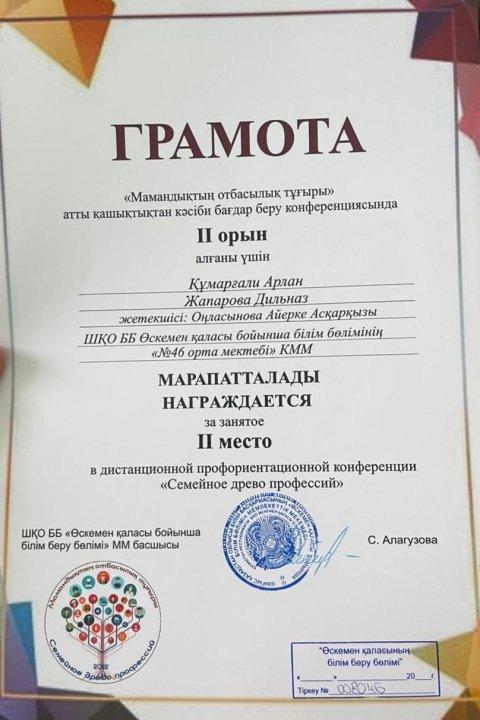 ГРАМОТА
«Мамандықтың отбасылық тұғыры»
атты қашықтықтан кәсіби бағдар беру конференциясында
II орын
алғаны үшін
Құмарғали Арлан
Жапарова Дильназ
жетекшісі: Оңласынова Айерке Асқарқызы
ШҚО ББ Өскемен қаласы бойынша білім бөлімінің
«№46 орта мектебі» КММ
МАРАПАТТАЛАДЫ
НАГРАЖДАЕТСЯ
за занятое
II место
в дистанционной профориентационной конференции
«Семейное древо профессий»
ШҚО ББ «Өскемен қаласы бойынша
білім беру бөлімі» ММ басшысы
С. Алагузова
Мамандықтың отбасылық тұғыры
2022
Семейное древо профессий
"Өскемен қаласының
білім беру бөлімі"
«____»________20___г.
Тіркеу № 008046